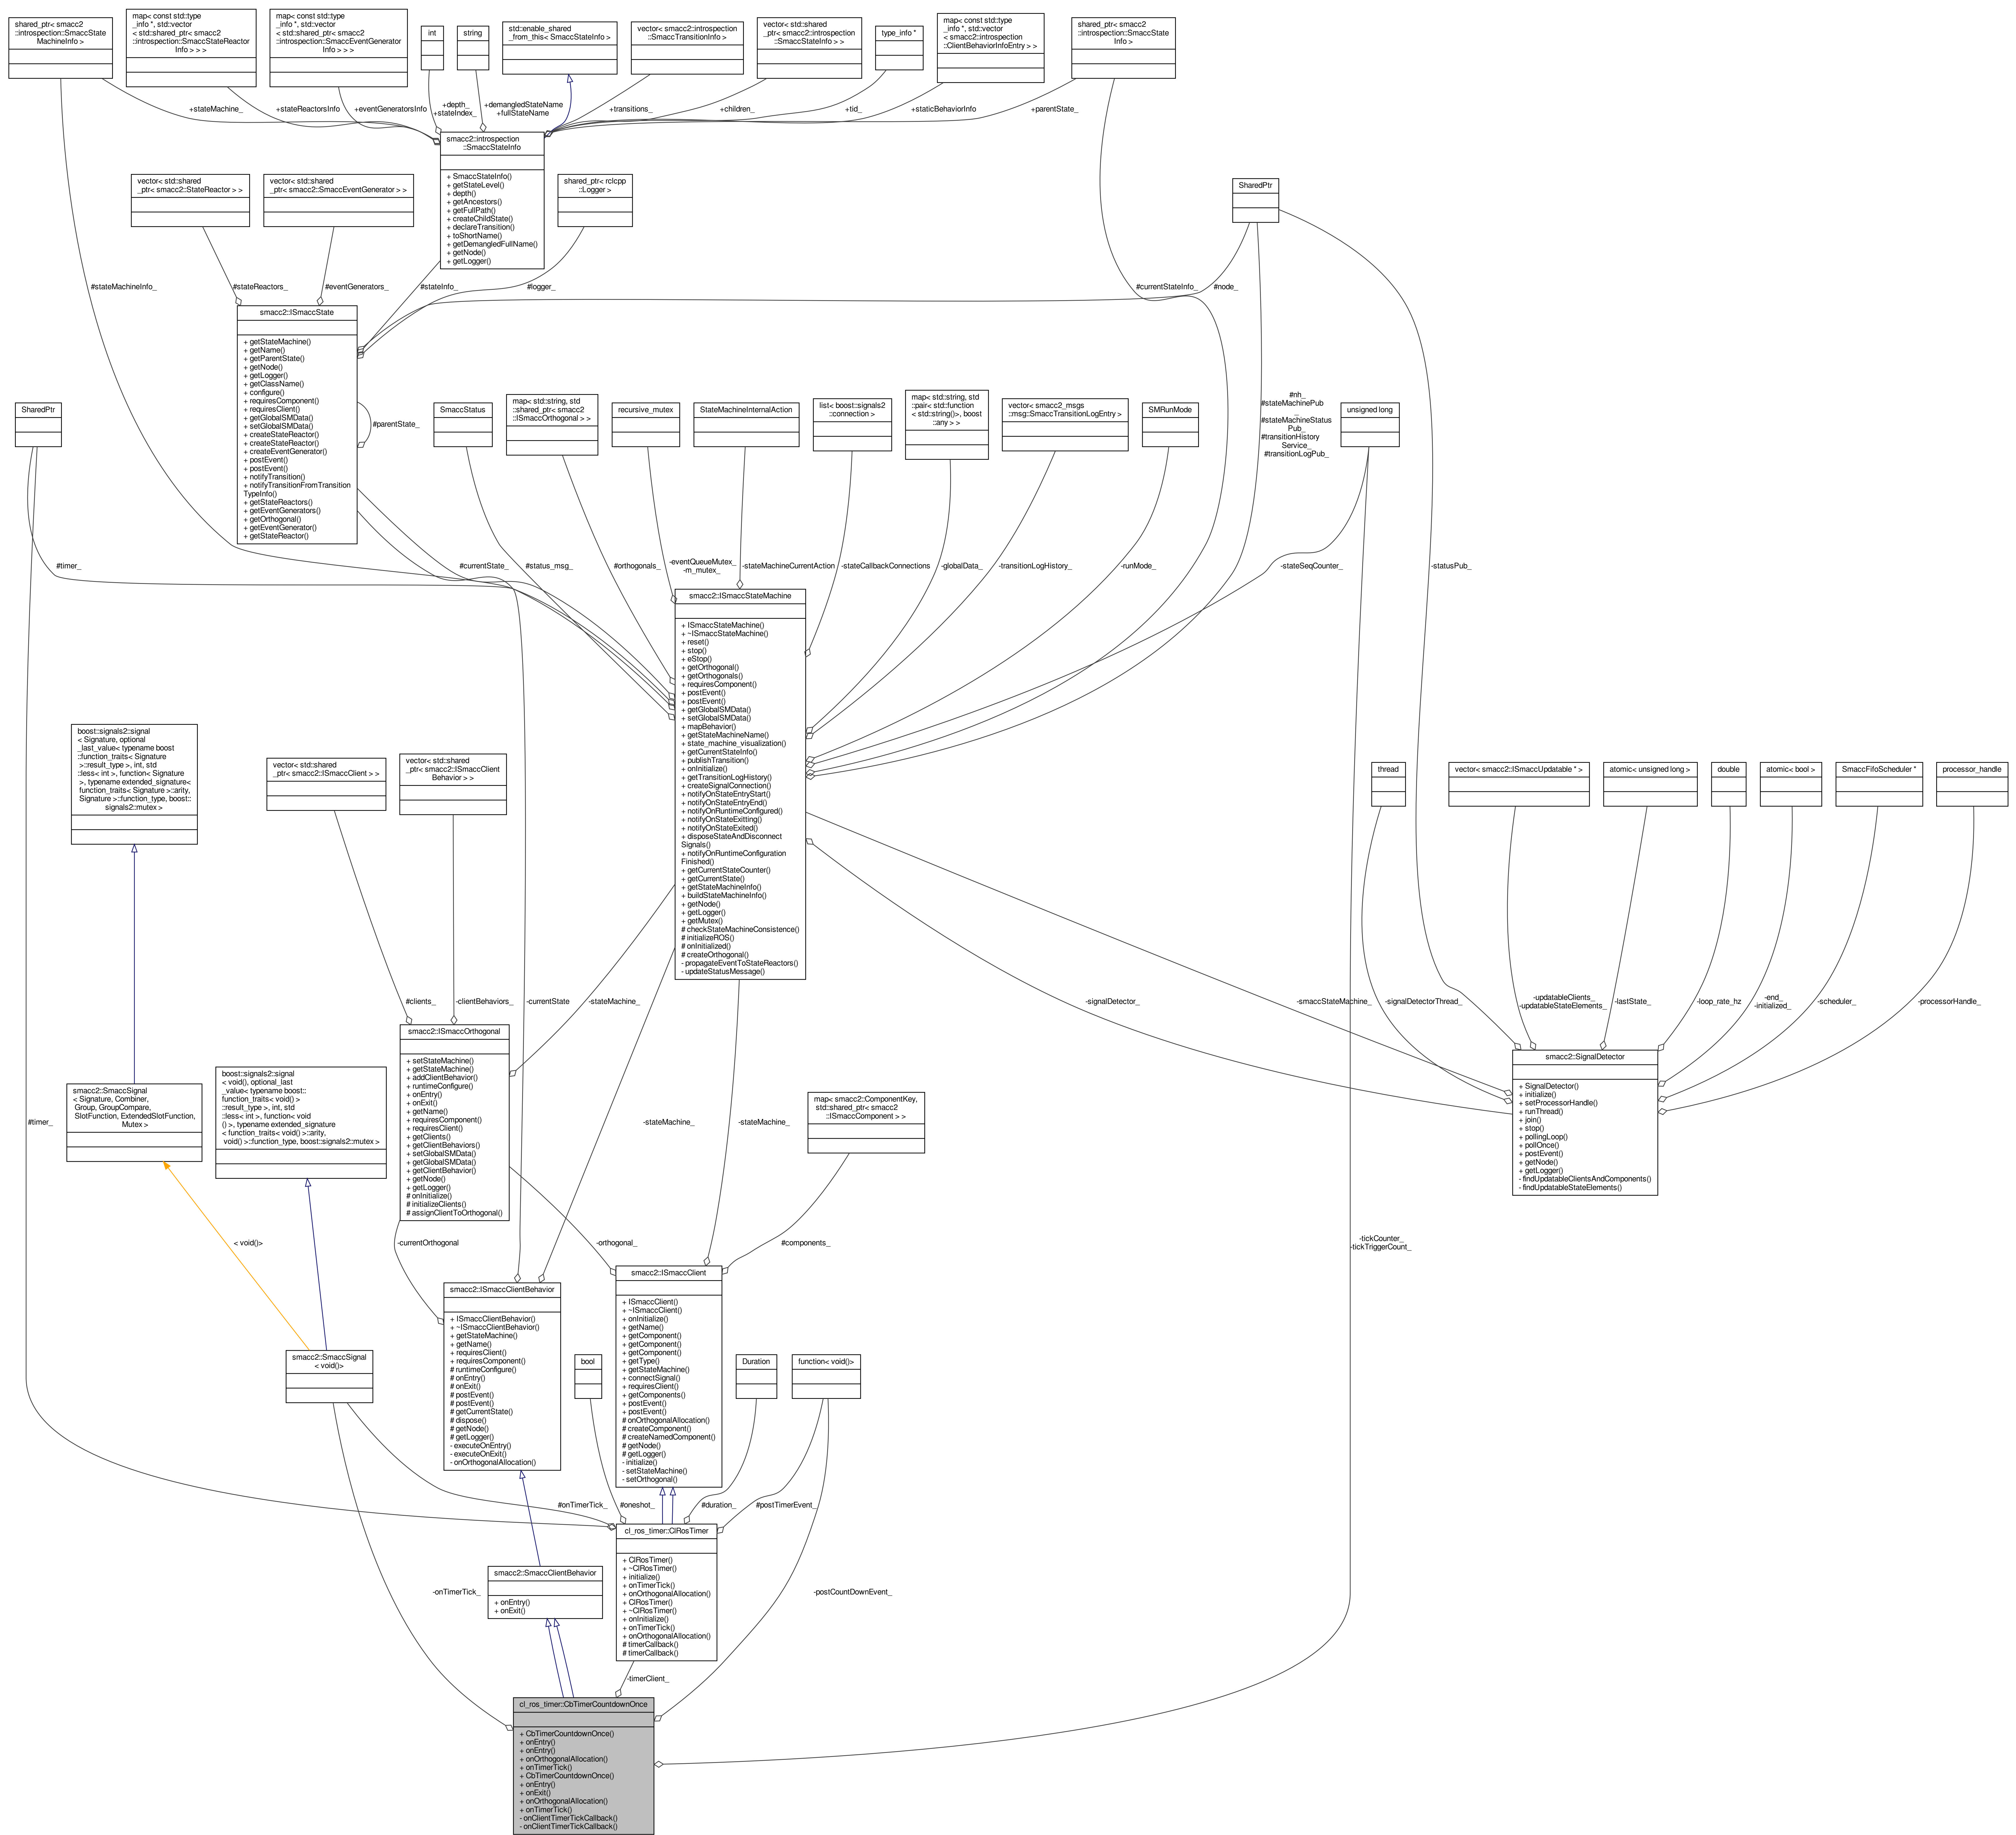 shared_ptr< smacc2
::introspection::SmaccState
MachineInfo >
map< const std::type
_info *, std::vector
< std::shared_ptr< smacc2
::introspection::SmaccStateReactor
Info > > >
map< const std::type
_info *, std::vector
< std::shared_ptr< smacc2
::introspection::SmaccEventGenerator
Info > > >
int
string
std::enable_shared
_from_this< SmaccStateInfo >
vector< smacc2::introspection
::SmaccTransitionInfo >
vector< std::shared
_ptr< smacc2::introspection
::SmaccStateInfo > >
type_info *
map< const std::type
_info *, std::vector
< smacc2::introspection
::ClientBehaviorInfoEntry > >
shared_ptr< smacc2
::introspection::SmaccState
Info >
+stateMachine_
+stateReactorsInfo
+eventGeneratorsInfo
+depth_
+stateIndex_
+demangledStateName
+fullStateName
+transitions_
+children_
+tid_
+staticBehaviorInfo
+parentState_
smacc2::introspection
::SmaccStateInfo
+ SmaccStateInfo()
+ getStateLevel()
+ depth()
+ getAncestors()
+ getFullPath()
+ createChildState()
+ declareTransition()
+ toShortName()
+ getDemangledFullName()
+ getNode()
+ getLogger()
vector< std::shared
_ptr< smacc2::StateReactor > >
vector< std::shared
_ptr< smacc2::SmaccEventGenerator > >
shared_ptr< rclcpp
::Logger >
SharedPtr
#stateMachineInfo_
#stateReactors_
#eventGenerators_
#stateInfo_
#logger_
#currentStateInfo_
#node_
smacc2::ISmaccState
+ getStateMachine()
+ getName()
+ getParentState()
+ getNode()
+ getLogger()
+ getClassName()
+ configure()
+ requiresComponent()
+ requiresClient()
+ getGlobalSMData()
+ setGlobalSMData()
+ createStateReactor()
+ createStateReactor()
+ createEventGenerator()
+ postEvent()
+ postEvent()
+ notifyTransition()
+ notifyTransitionFromTransition
TypeInfo()
+ getStateReactors()
+ getEventGenerators()
+ getOrthogonal()
+ getEventGenerator()
+ getStateReactor()
#parentState_
SharedPtr
SmaccStatus
map< std::string, std
::shared_ptr< smacc2
::ISmaccOrthogonal > >
recursive_mutex
StateMachineInternalAction
list< boost::signals2
::connection >
map< std::string, std
::pair< std::function
< std::string()>, boost
::any > >
vector< smacc2_msgs
::msg::SmaccTransitionLogEntry >
SMRunMode
#nh_
#stateMachinePub
_
#stateMachineStatus
Pub_
#transitionHistory
Service_
#transitionLogPub_
unsigned long
#timer_
#currentState_
#status_msg_
#orthogonals_
-eventQueueMutex_
-m_mutex_
-stateMachineCurrentAction
-stateCallbackConnections
-globalData_
-transitionLogHistory_
-runMode_
-stateSeqCounter_
-statusPub_
smacc2::ISmaccStateMachine
+ ISmaccStateMachine()
+ ~ISmaccStateMachine()
+ reset()
+ stop()
+ eStop()
+ getOrthogonal()
+ getOrthogonals()
+ requiresComponent()
+ postEvent()
+ postEvent()
+ getGlobalSMData()
+ setGlobalSMData()
+ mapBehavior()
+ getStateMachineName()
+ state_machine_visualization()
+ getCurrentStateInfo()
+ publishTransition()
+ onInitialize()
+ getTransitionLogHistory()
+ createSignalConnection()
+ notifyOnStateEntryStart()
+ notifyOnStateEntryEnd()
+ notifyOnRuntimeConfigured()
+ notifyOnStateExitting()
+ notifyOnStateExited()
+ disposeStateAndDisconnect
Signals()
+ notifyOnRuntimeConfiguration
Finished()
+ getCurrentStateCounter()
+ getCurrentState()
+ getStateMachineInfo()
+ buildStateMachineInfo()
+ getNode()
+ getLogger()
+ getMutex()
# checkStateMachineConsistence()
# initializeROS()
# onInitialized()
# createOrthogonal()
- propagateEventToStateReactors()
- updateStatusMessage()
boost::signals2::signal
< Signature, optional
_last_value< typename boost
::function_traits< Signature
>::result_type >, int, std
::less< int >, function< Signature
>, typename extended_signature<
function_traits< Signature >::arity,
Signature >::function_type, boost::
signals2::mutex >
vector< std::shared
_ptr< smacc2::ISmaccClient > >
vector< std::shared
_ptr< smacc2::ISmaccClient
Behavior > >
thread
vector< smacc2::ISmaccUpdatable * >
atomic< unsigned long >
double
atomic< bool >
SmaccFifoScheduler *
processor_handle
#clients_
-clientBehaviors_
-currentState
-stateMachine_
-signalDetector_
-smaccStateMachine_
-signalDetectorThread_
-updatableClients_
-updatableStateElements_
-lastState_
-loop_rate_hz
-end_
-initialized_
-scheduler_
-processorHandle_
smacc2::ISmaccOrthogonal
+ setStateMachine()
+ getStateMachine()
+ addClientBehavior()
+ runtimeConfigure()
+ onEntry()
+ onExit()
+ getName()
+ requiresComponent()
+ requiresClient()
+ getClients()
+ getClientBehaviors()
+ setGlobalSMData()
+ getGlobalSMData()
+ getClientBehavior()
+ getNode()
+ getLogger()
# onInitialize()
# initializeClients()
# assignClientToOrthogonal()
smacc2::SignalDetector
+ SignalDetector()
+ initialize()
+ setProcessorHandle()
+ runThread()
+ join()
+ stop()
+ pollingLoop()
+ pollOnce()
+ postEvent()
+ getNode()
+ getLogger()
- findUpdatableClientsAndComponents()
- findUpdatableStateElements()
#timer_
smacc2::SmaccSignal
< Signature, Combiner,
Group, GroupCompare,
SlotFunction, ExtendedSlotFunction,
Mutex >
boost::signals2::signal
< void(), optional_last
_value< typename boost::
function_traits< void() >
::result_type >, int, std
::less< int >, function< void
() >, typename extended_signature
< function_traits< void() >::arity,
void() >::function_type, boost::signals2::mutex >
-stateMachine_
-stateMachine_
map< smacc2::ComponentKey,
std::shared_ptr< smacc2
::ISmaccComponent > >
< void()>
-currentOrthogonal
-orthogonal_
#components_
-tickCounter_
-tickTriggerCount_
smacc2::ISmaccClientBehavior
+ ISmaccClientBehavior()
+ ~ISmaccClientBehavior()
+ getStateMachine()
+ getName()
+ requiresClient()
+ requiresComponent()
# runtimeConfigure()
# onEntry()
# onExit()
# postEvent()
# postEvent()
# getCurrentState()
# dispose()
# getNode()
# getLogger()
- executeOnEntry()
- executeOnExit()
- onOrthogonalAllocation()
smacc2::ISmaccClient
+ ISmaccClient()
+ ~ISmaccClient()
+ onInitialize()
+ getName()
+ getComponent()
+ getComponent()
+ getComponent()
+ getType()
+ getStateMachine()
+ connectSignal()
+ requiresClient()
+ getComponents()
+ postEvent()
+ postEvent()
# onOrthogonalAllocation()
# createComponent()
# createNamedComponent()
# getNode()
# getLogger()
- initialize()
- setStateMachine()
- setOrthogonal()
smacc2::SmaccSignal
< void()>
bool
Duration
function< void()>
#onTimerTick_
#oneshot_
#duration_
#postTimerEvent_
cl_ros_timer::ClRosTimer
+ ClRosTimer()
+ ~ClRosTimer()
+ initialize()
+ onTimerTick()
+ onOrthogonalAllocation()
+ ClRosTimer()
+ ~ClRosTimer()
+ onInitialize()
+ onTimerTick()
+ onOrthogonalAllocation()
# timerCallback()
# timerCallback()
smacc2::SmaccClientBehavior
+ onEntry()
+ onExit()
-onTimerTick_
-postCountDownEvent_
-timerClient_
cl_ros_timer::CbTimerCountdownOnce
+ CbTimerCountdownOnce()
+ onEntry()
+ onEntry()
+ onOrthogonalAllocation()
+ onTimerTick()
+ CbTimerCountdownOnce()
+ onEntry()
+ onExit()
+ onOrthogonalAllocation()
+ onTimerTick()
- onClientTimerTickCallback()
- onClientTimerTickCallback()